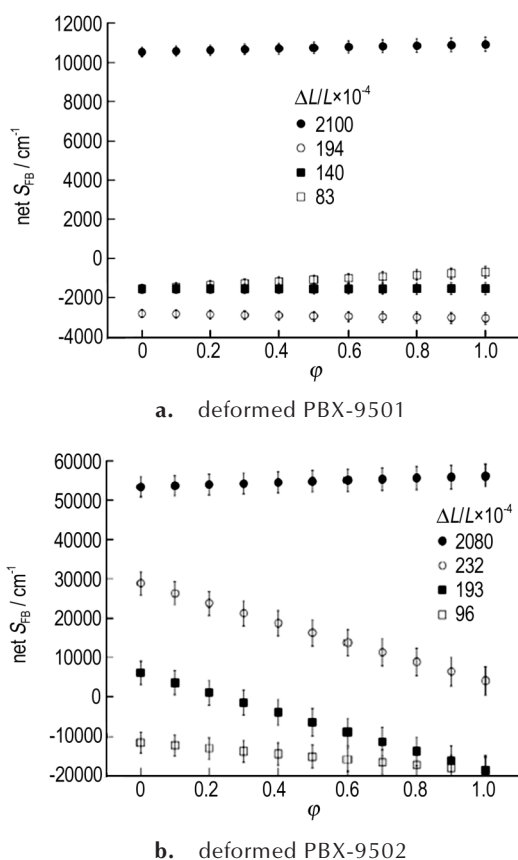 12000
10000
8000
6000
4000
2000
0
-2000
-4000
net S_FB / cm⁻¹
ΔL/L×10⁻⁴
2100
194
140
83
0 0.2 0.4 0.6 0.8 1.0
φ
a. deformed PBX-9501
60000
50000
40000
30000
20000
10000
0
-10000
-20000
net S_FB / cm⁻¹
ΔL/L×10⁻⁴
2080
232
193
96
0 0.2 0.4 0.6 0.8 1.0
φ
b. deformed PBX-9502